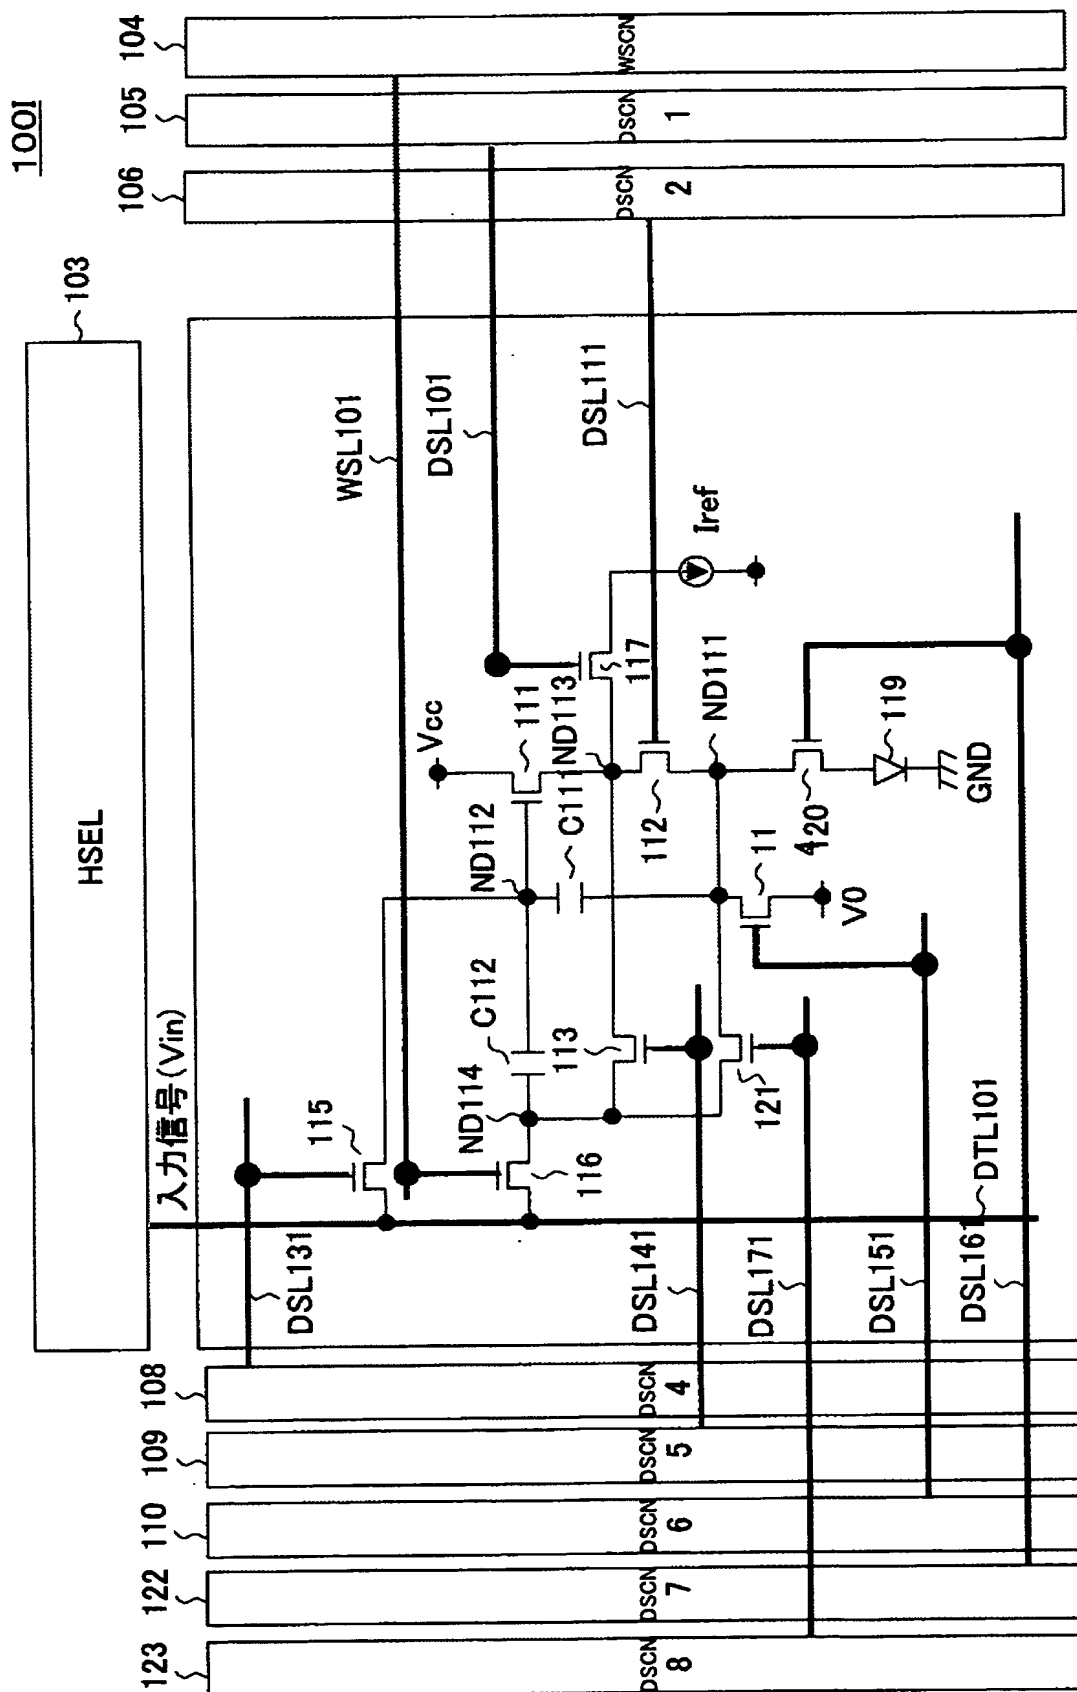 100I
104
WSCN
105
DSCN
1
106
DSCN
2
103
HSEL
入力信号(Vin)
WSL101
DSL101
DSL111
Iref
Vcc
111
ND113
117
ND112
C111
112
ND111
119
GND
120
11
4
V0
C112
113
ND114
121
115
116
DTL101
DSL131
DSL141
DSL171
DSL151
DSL161
108
DSCN
4
109
DSCN
5
110
DSCN
6
122
DSCN
7
123
DSCN
8